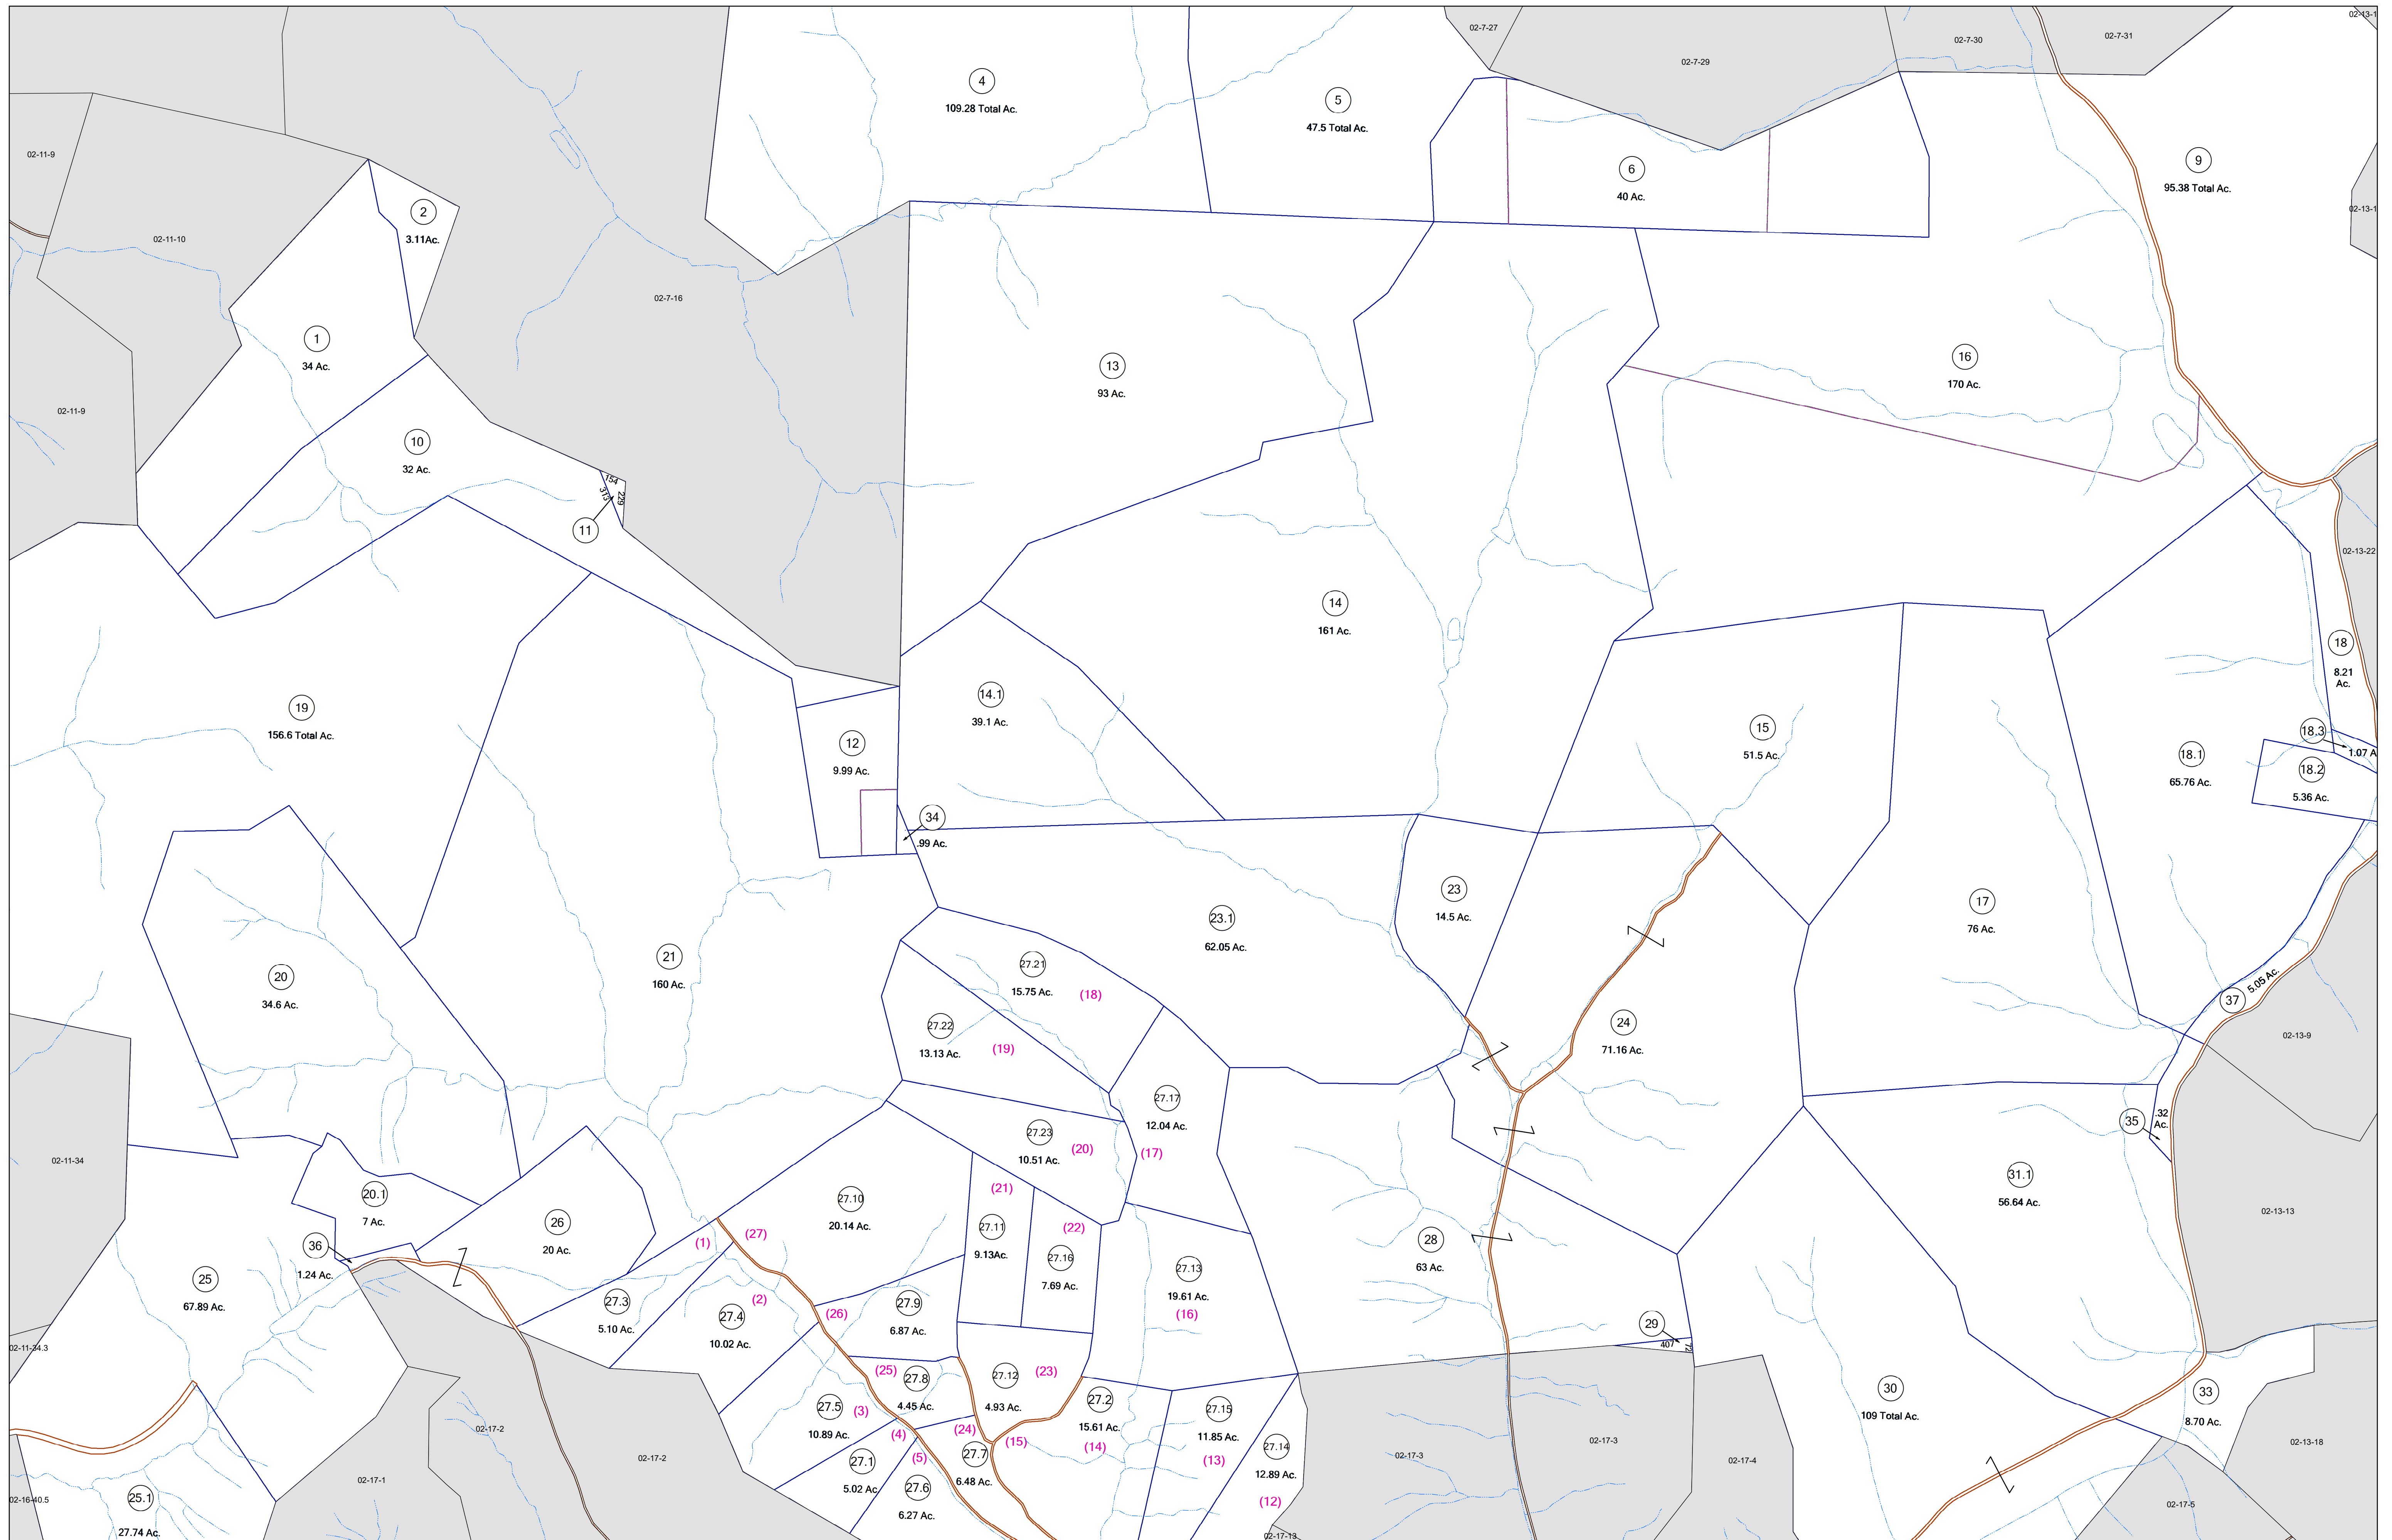 02-7-27
02-7-29
02-7-30
02-7-31
02-13-1
4
109.28 Total Ac.
5
47.5 Total Ac.
6
40 Ac.
9
95.38 Total Ac.
02-11-9
02-11-10
2
3.11Ac.
02-13-1
02-7-16
1
34 Ac.
13
93 Ac.
16
170 Ac.
02-11-9
10
32 Ac.
154
313
229
11
02-13-22
14
161 Ac.
18
8.21
Ac.
14.1
39.1 Ac.
19
156.6 Total Ac.
15
51.5 Ac.
18.3
1.07 A
12
9.99 Ac.
18.1
65.76 Ac.
18.2
5.36 Ac.
34
.99 Ac.
23
14.5 Ac.
23.1
62.05 Ac.
17
76 Ac.
21
160 Ac.
20
34.6 Ac.
27.21
15.75 Ac.
(18)
37
5.05 Ac.
27.22
13.13 Ac.
(19)
24
71.16 Ac.
02-13-9
27.17
12.04 Ac.
(17)
.32
Ac.
35
27.23
10.51 Ac.
(20)
02-11-34
31.1
56.64 Ac.
20.1
7 Ac.
27.10
20.14 Ac.
(21)
27.11
9.13Ac.
(22)
27.16
7.69 Ac.
02-13-13
26
20 Ac.
(1)
(27)
36
1.24 Ac.
28
63 Ac.
25
67.89 Ac.
27.13
19.61 Ac.
(16)
27.3
5.10 Ac.
(2)
27.4
10.02 Ac.
(26)
27.9
6.87 Ac.
29
407
72
02-11-34.3
(25)
27.8
4.45 Ac.
27.12
4.93 Ac.
(23)
30
109 Total Ac.
33
8.70 Ac.
27.5
10.89 Ac.
(3)
27.2
15.61 Ac.
(14)
27.15
11.85 Ac.
(13)
02-17-2
(4)
(24)
(15)
02-17-3
02-17-3
02-13-18
02-17-2
(5)
27.7
6.48 Ac.
27.14
12.89 Ac.
(12)
02-17-4
02-17-1
27.1
5.02 Ac.
27.6
6.27 Ac.
02-16-40.5
25.1
27.74 Ac.
02-17-5
02-17-13